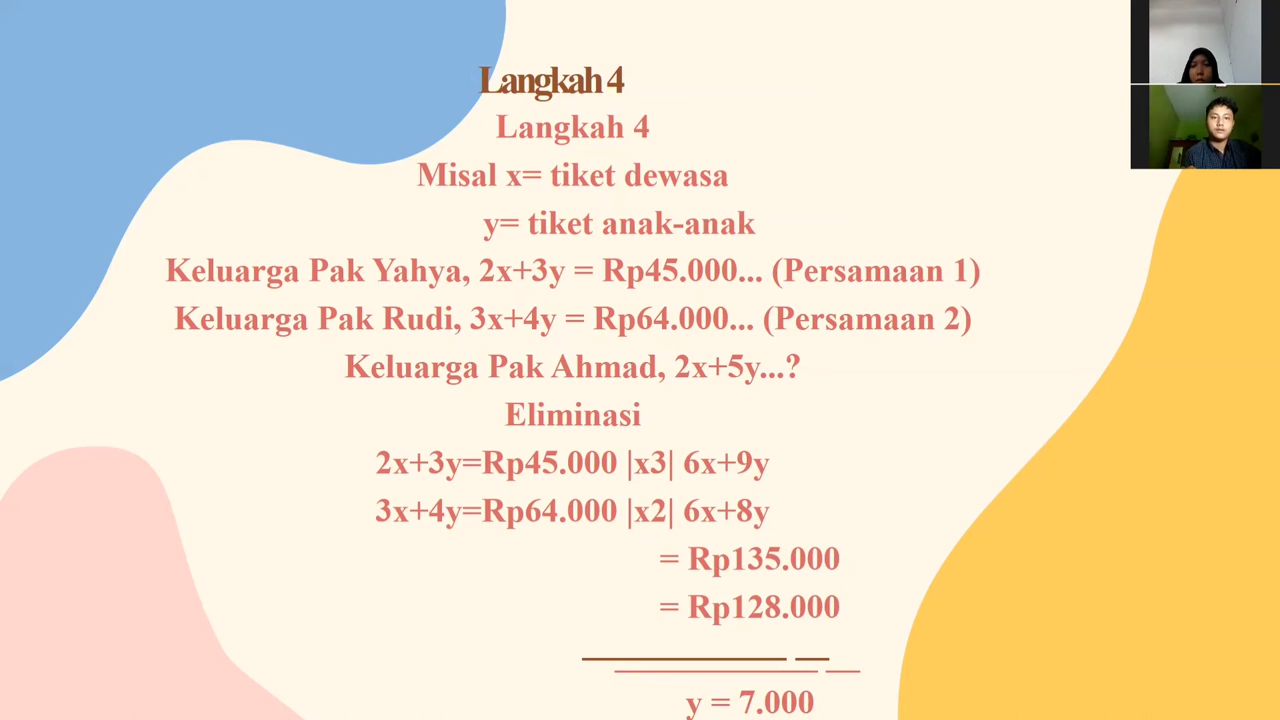 Langkah 4
Langkah 4
Misal x= tiket dewasa
y= tiket anak-anak
Keluarga Pak Yahya, 2x+3y = Rp45.000... (Persamaan 1)
Keluarga Pak Rudi, 3x+4y = Rp64.000... (Persamaan 2)
Keluarga Pak Ahmad, 2x+5y...?
Eliminasi
2x+3y=Rp45.000 |x3| 6x+9y
3x+4y=Rp64.000 |x2| 6x+8y
= Rp135.000
= Rp128.000
y = 7.000